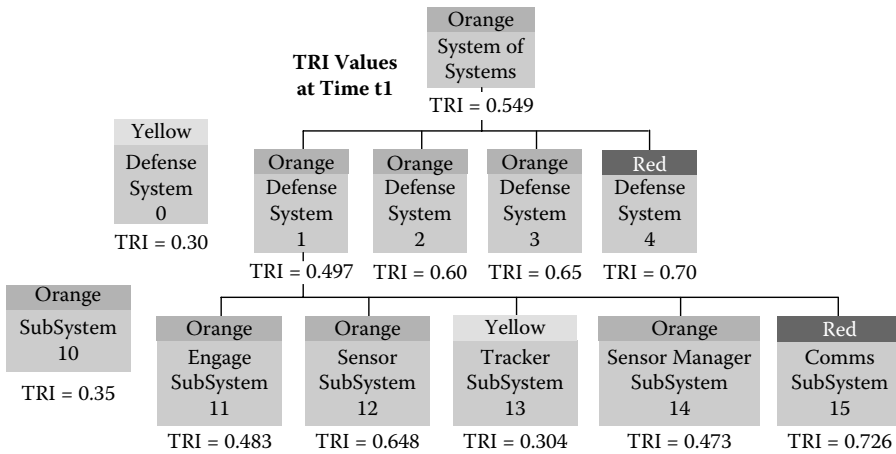 Orange
System of
Systems
TRI Values
at Time t1
TRI = 0.549
Yellow
Defense
System
0
TRI = 0.30
Orange
Defense
System
1
TRI = 0.497
Orange
Defense
System
2
TRI = 0.60
Orange
Defense
System
3
TRI = 0.65
Red
Defense
System
4
TRI = 0.70
Orange
SubSystem
10
TRI = 0.35
Orange
Engage
SubSystem
11
TRI = 0.483
Orange
Sensor
SubSystem
12
TRI = 0.648
Yellow
Tracker
SubSystem
13
TRI = 0.304
Orange
Sensor Manager
SubSystem
14
TRI = 0.473
Red
Comms
SubSystem
15
TRI = 0.726